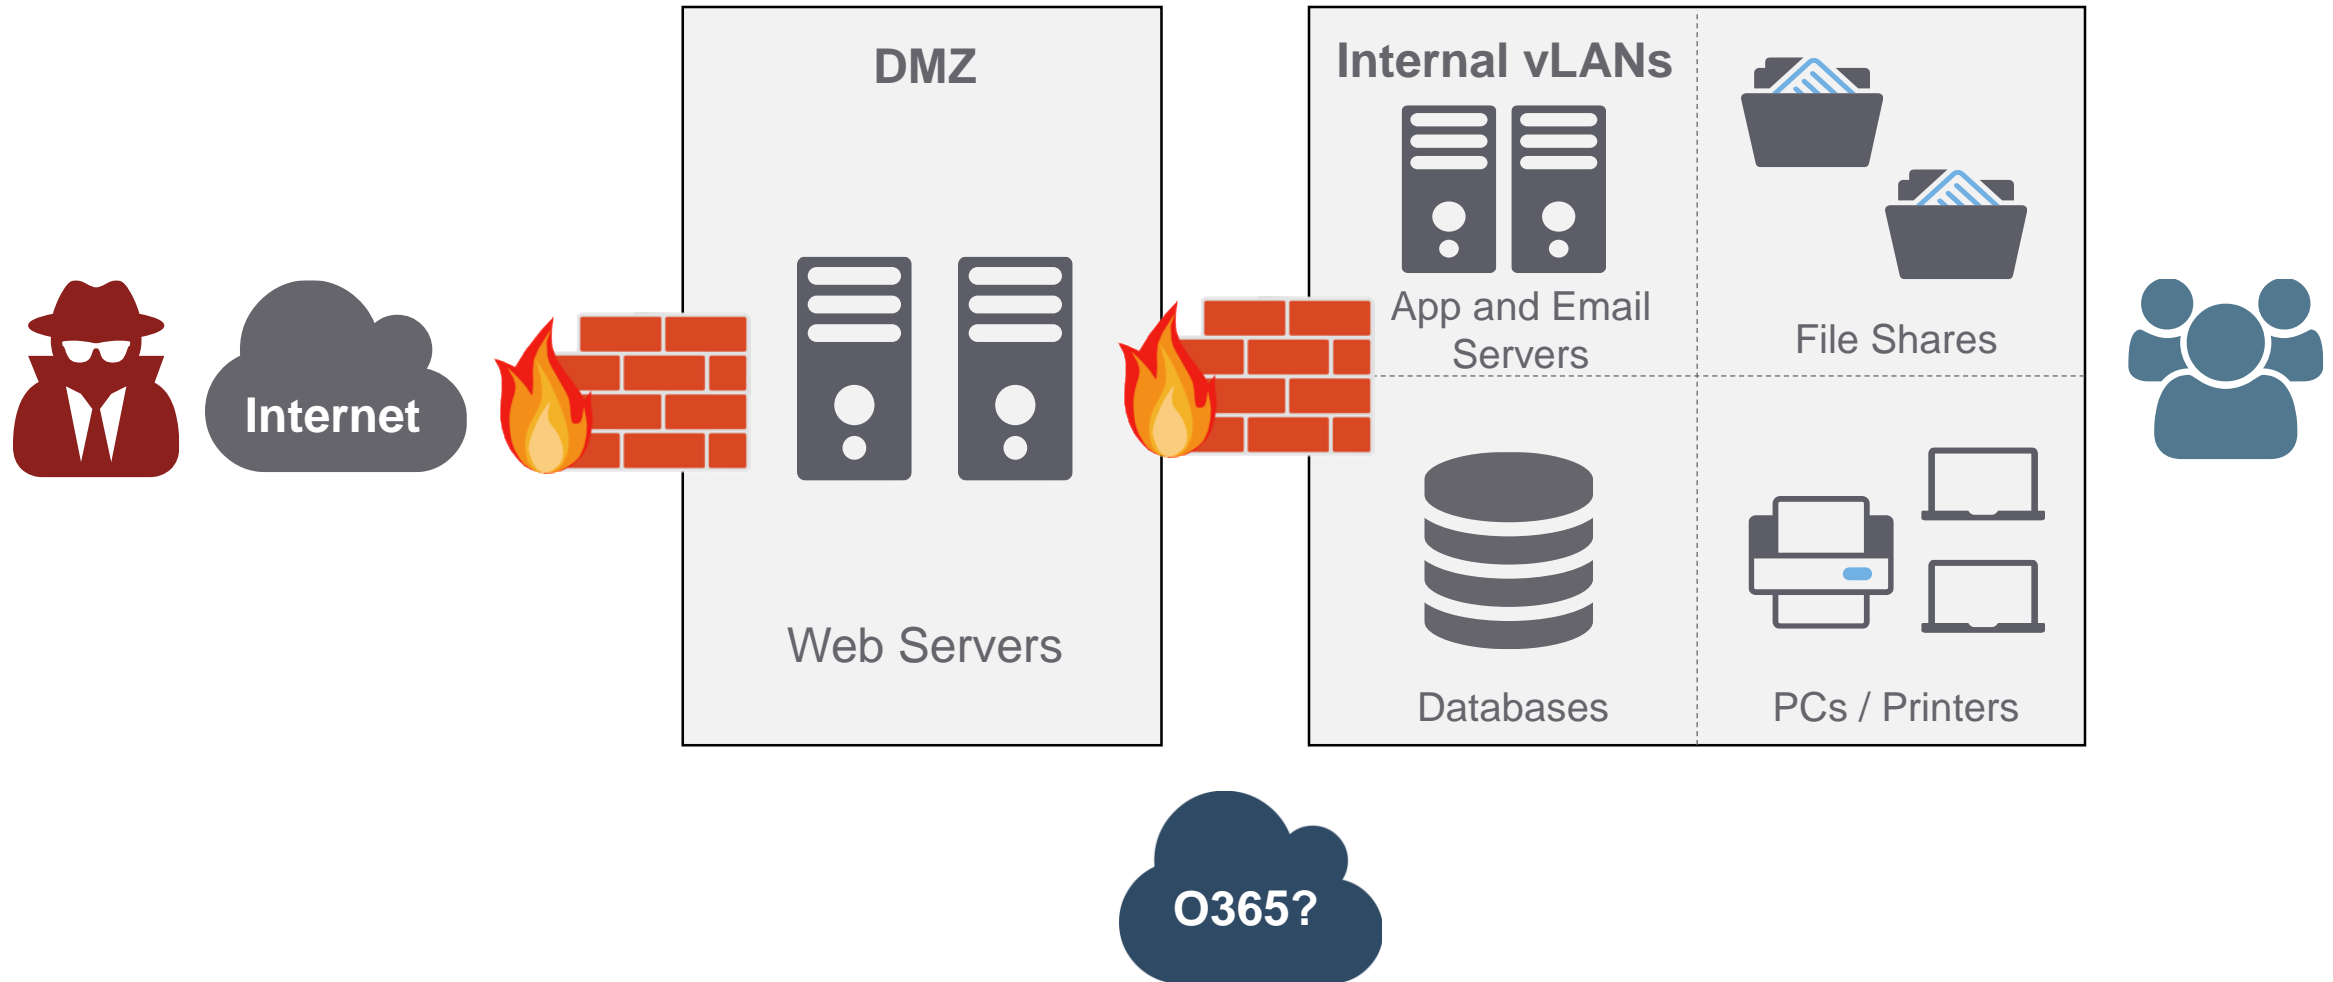 DMZ
Internal vLANs
Internet
App and Email
Servers
File Shares
Web Servers
Databases
PCs / Printers
O365?